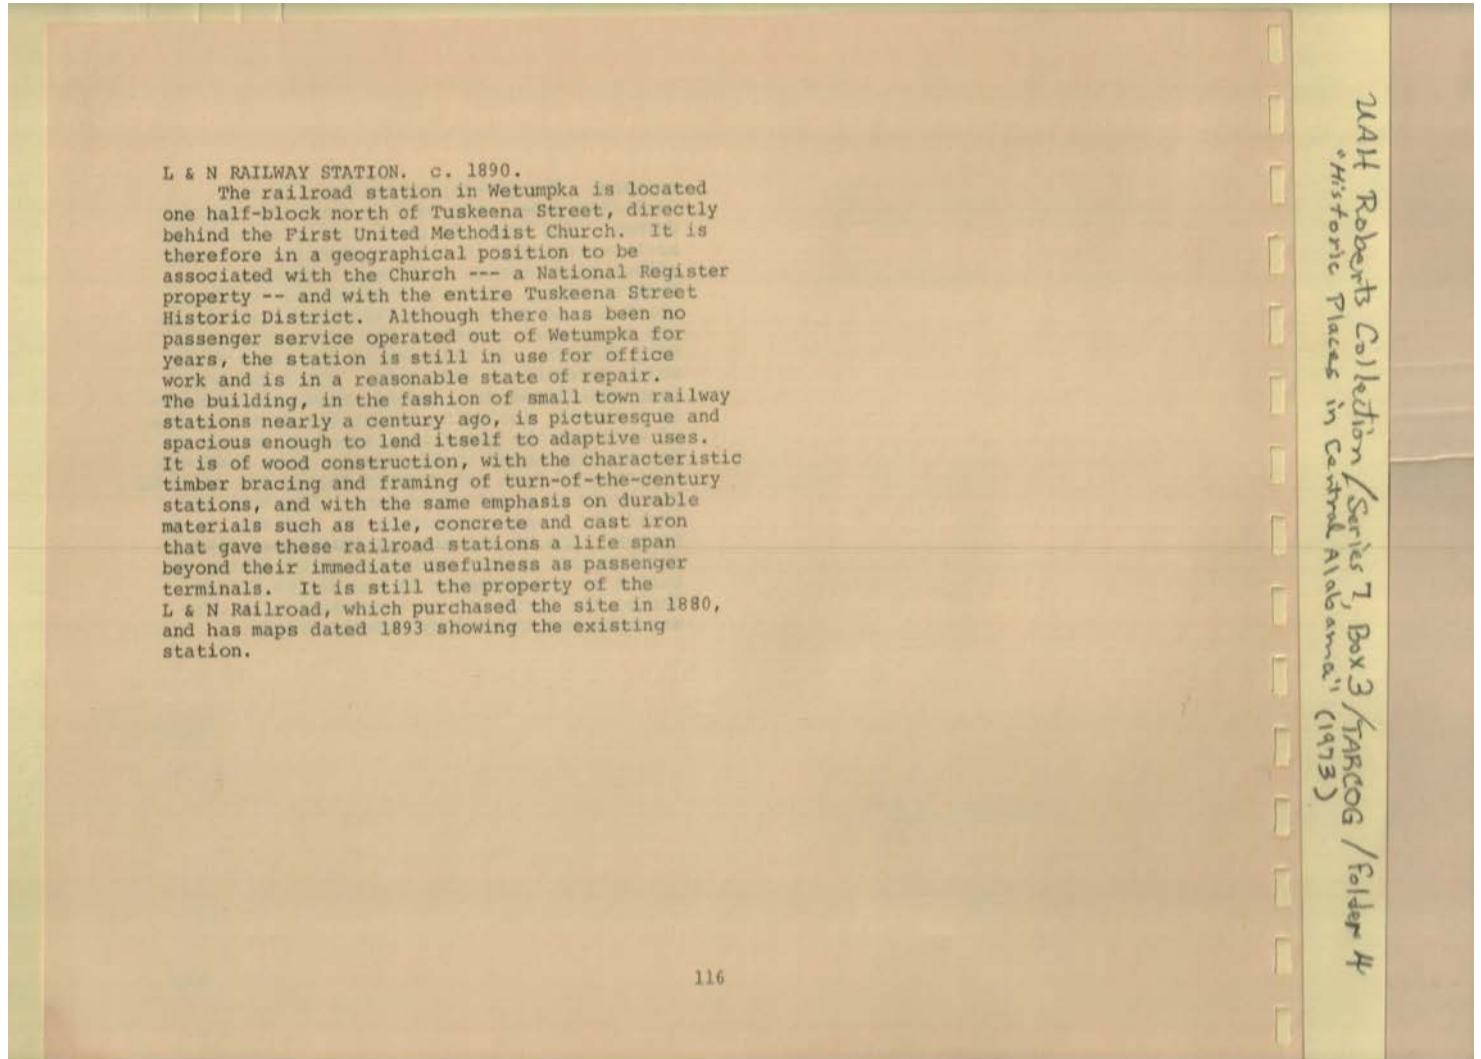 L & N RAILWAY STATION. c. 1890.
The railroad station in Wetumpka is located
one half-block north of Tuskeena Street, directly
behind the First United Methodist Church. It is
therefore in a geographical position to be
associated with the Church --- a National Register
property -- and with the entire Tuskeena Street
Historic District. Although there has been no
passenger service operated out of Wetumpka for
years, the station is still in use for office
work and is in a reasonable state of repair.
The building, in the fashion of small town railway
stations nearly a century ago, is picturesque and
spacious enough to lend itself to adaptive uses.
It is of wood construction, with the characteristic
timber bracing and framing of turn-of-the-century
stations, and with the same emphasis on durable
materials such as tile, concrete and cast iron
that gave these railroad stations a life span
beyond their immediate usefulness as passenger
terminals. It is still the property of the
L & N Railroad, which purchased the site in 1880,
and has maps dated 1893 showing the existing
station.
116
UAH Roberts Collection/Series 7, Box 3/TARCOG/Folder 4
"Historic Places in Central Alabama" (1973)